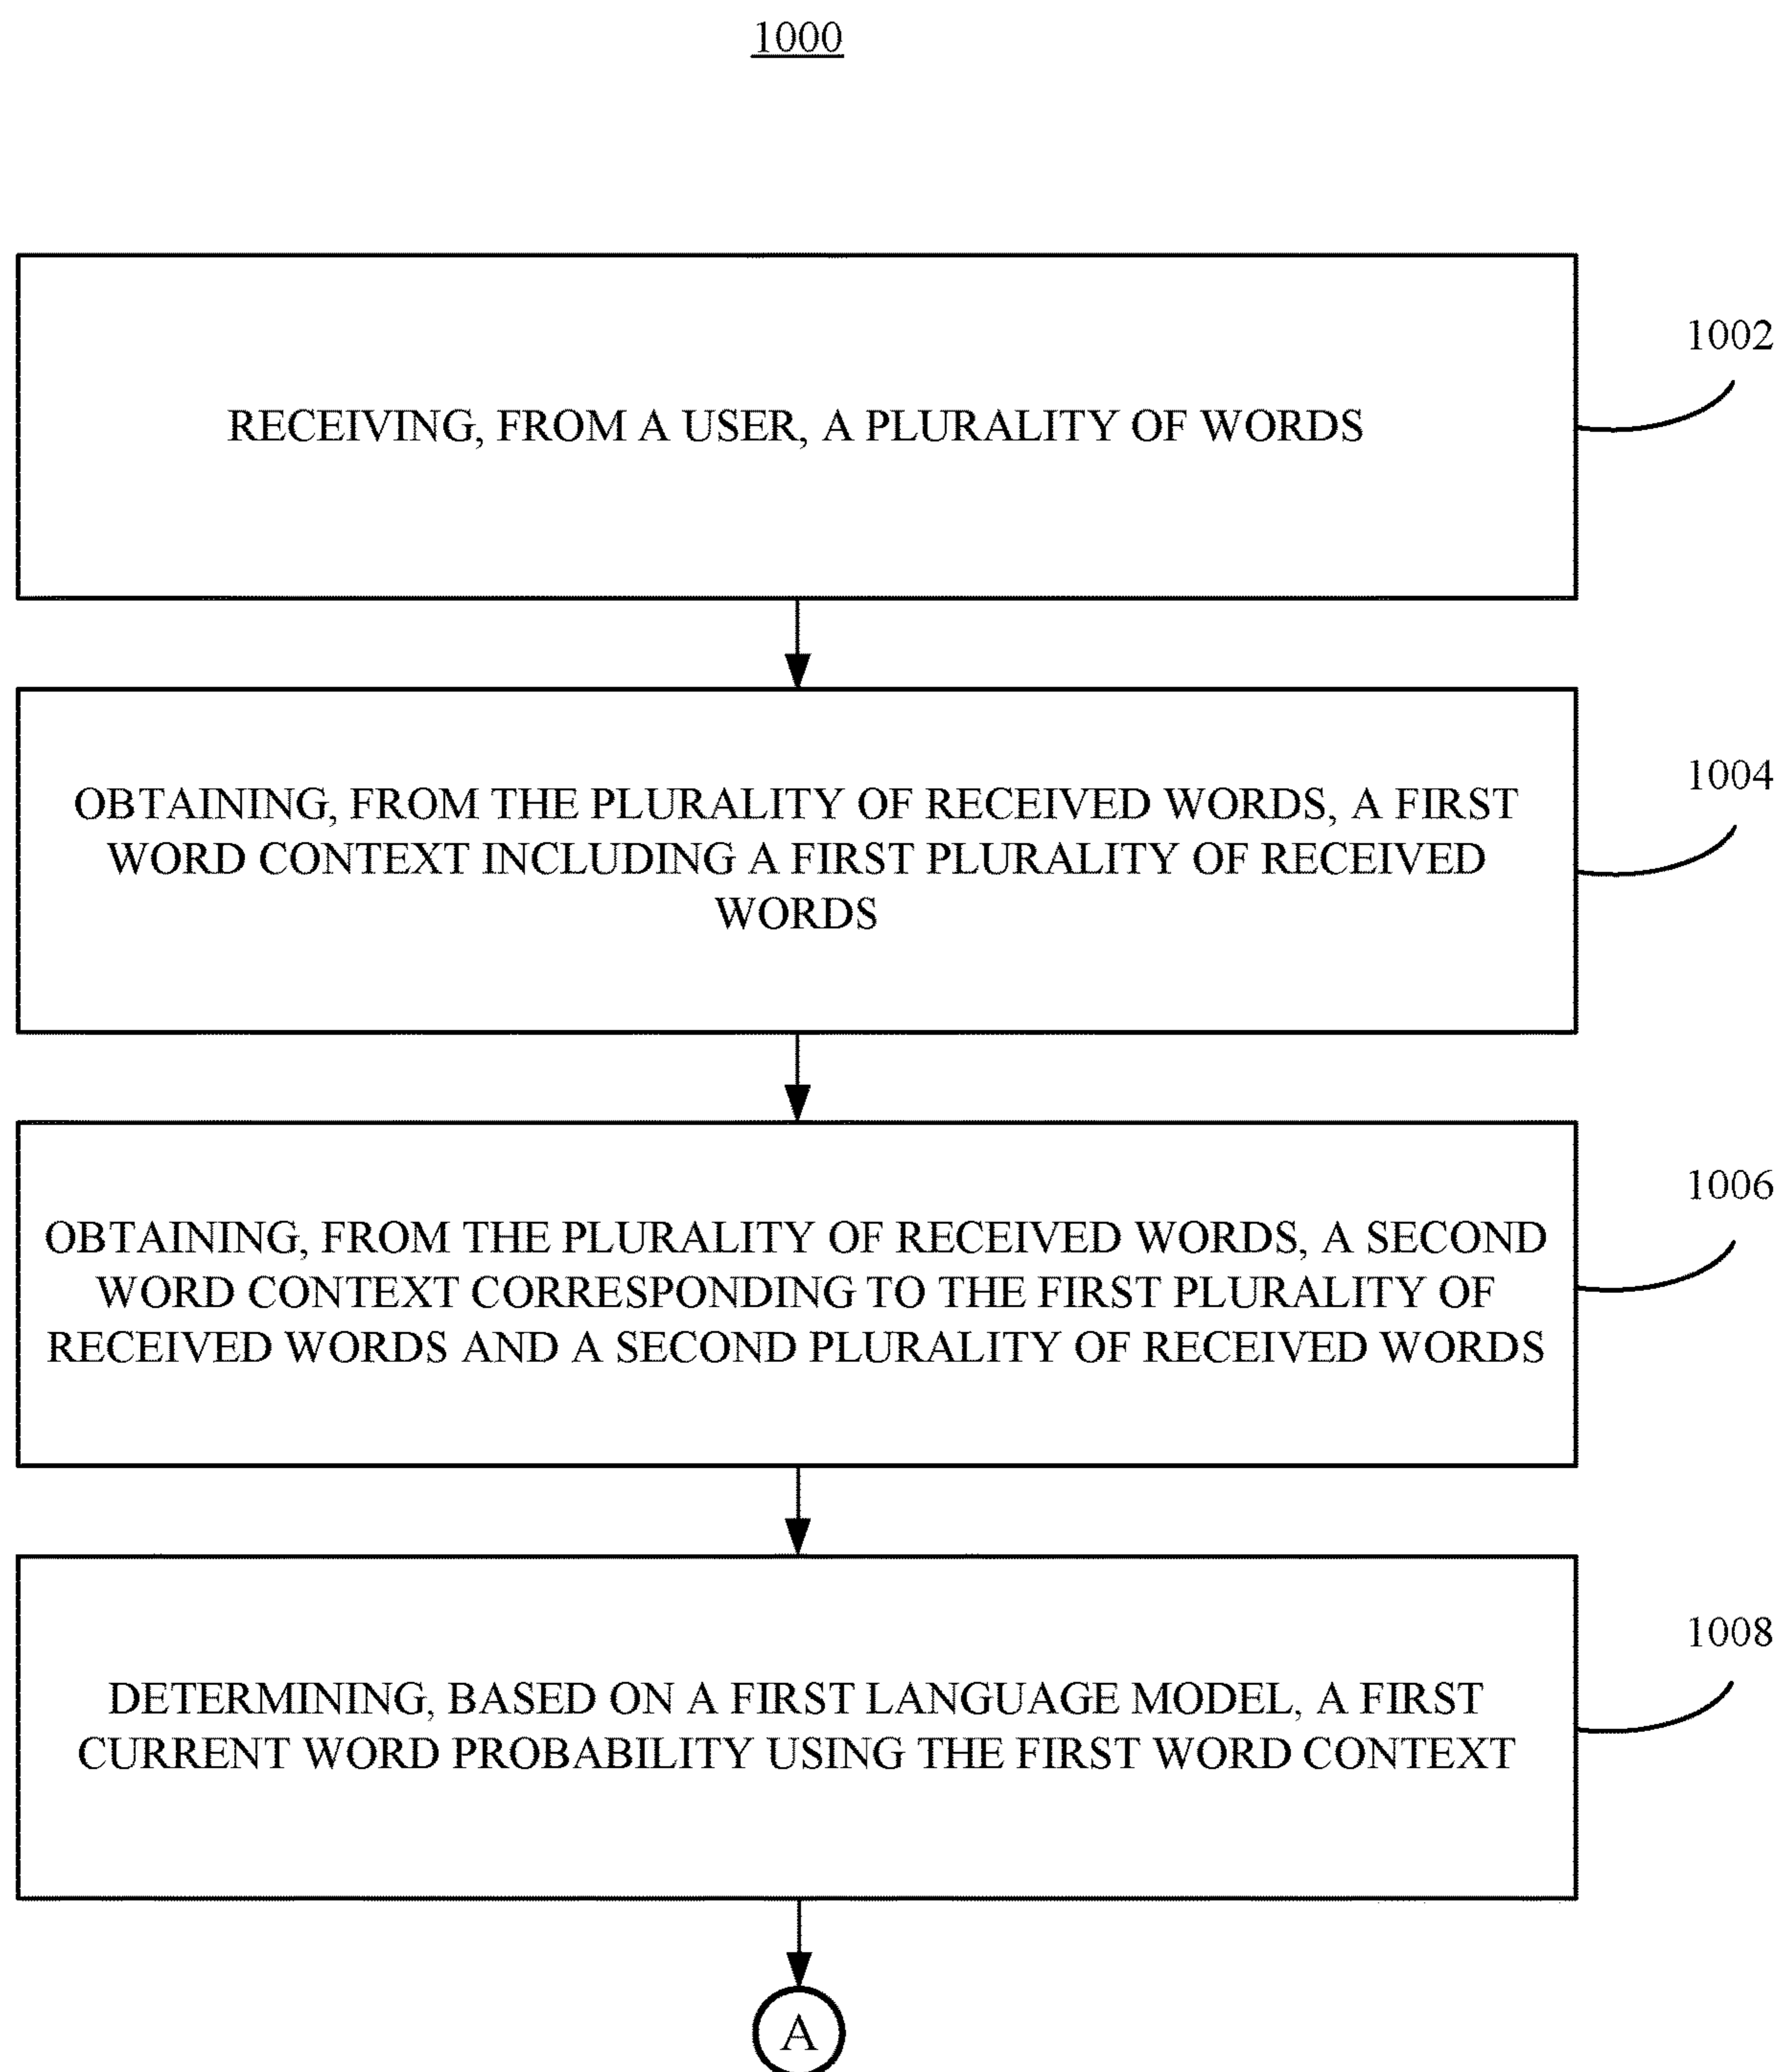 1000
RECEIVING, FROM A USER, A PLURALITY OF WORDS
1002
OBTAINING, FROM THE PLURALITY OF RECEIVED WORDS, A FIRST
WORD CONTEXT INCLUDING A FIRST PLURALITY OF RECEIVED
WORDS
1004
OBTAINING, FROM THE PLURALITY OF RECEIVED WORDS, A SECOND
WORD CONTEXT CORRESPONDING TO THE FIRST PLURALITY OF
RECEIVED WORDS AND A SECOND PLURALITY OF RECEIVED WORDS
1006
DETERMINING, BASED ON A FIRST LANGUAGE MODEL, A FIRST
CURRENT WORD PROBABILITY USING THE FIRST WORD CONTEXT
1008
A